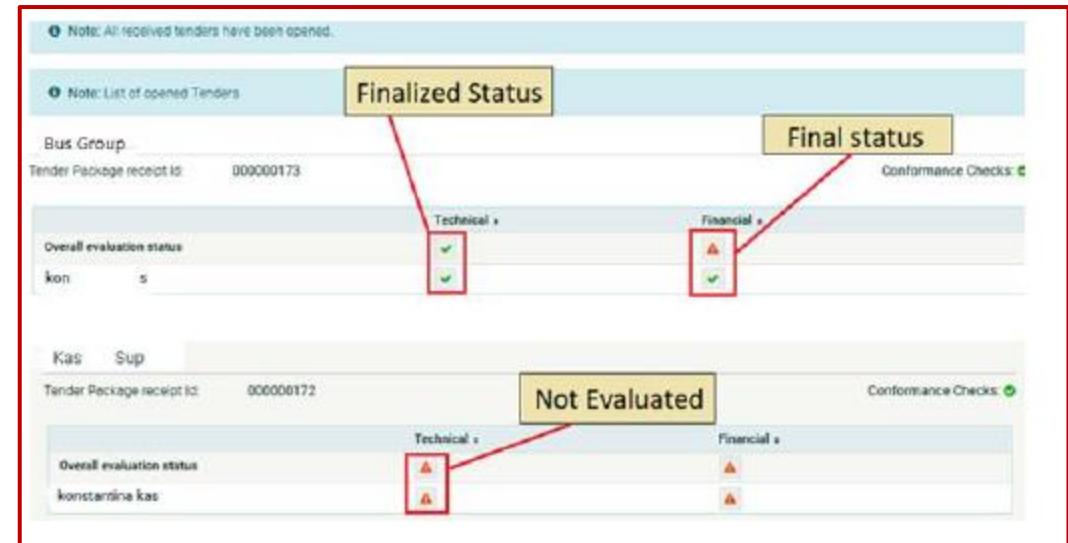 Note: All received tenders have been opened.
Note: List of opened Tenders
Finalized Status
Bus Group
Final status
Tender Package receipt Id: 000000173 Conformance Checks:
Technical Financial
Overall evaluation status
kon s
Kas Sup
Tender Package receipt Id: 000000172 Conformance Checks:
Not Evaluated
Technical Financial
Overall evaluation status
konstantina kas